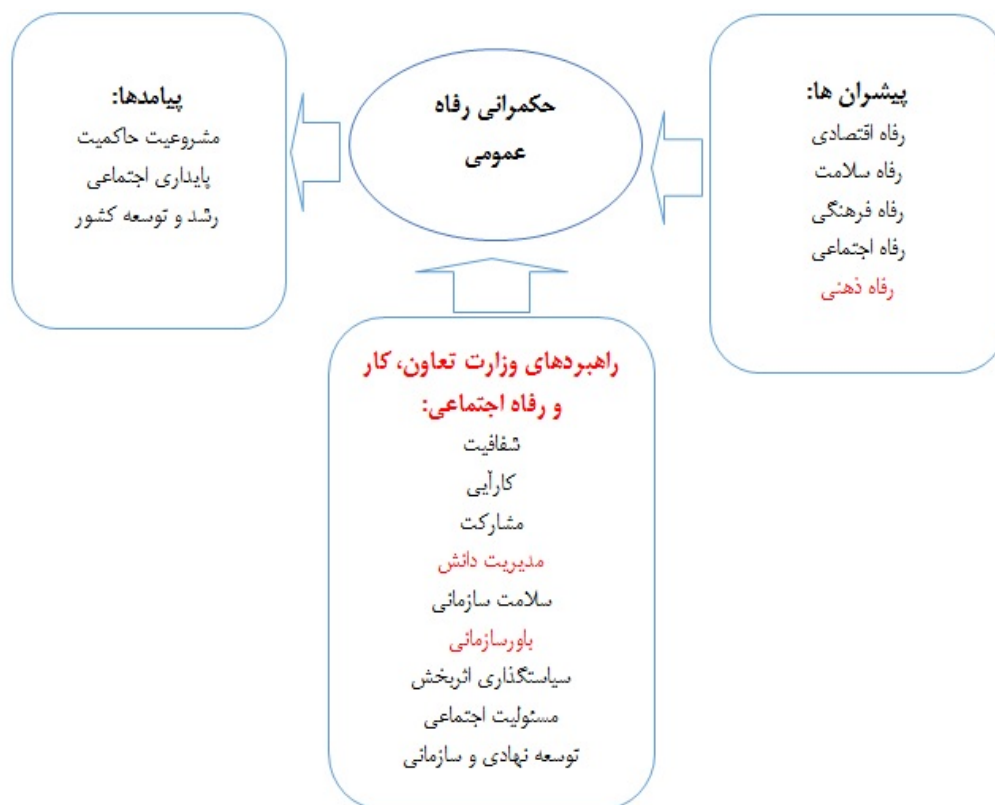 پیشران ها:
رفاه اقتصادی
رفاه سلامت
رفاه فرهنگی
رفاه اجتماعی
رفاه ذهنی
حکمرانی رفاه
عمومی
پیامدها:
مشروعیت حاکمیت
پایداری اجتماعی
رشد و توسعه کشور
راهبردهای وزارت تعاون، کار
و رفاه اجتماعی:
شفافیت
کارآیی
مشارکت
مدیریت دانش
سلامت سازمانی
باورسازمانی
سیاستگذاری اثربخش
مسئولیت اجتماعی
توسعه نهادی و سازمانی